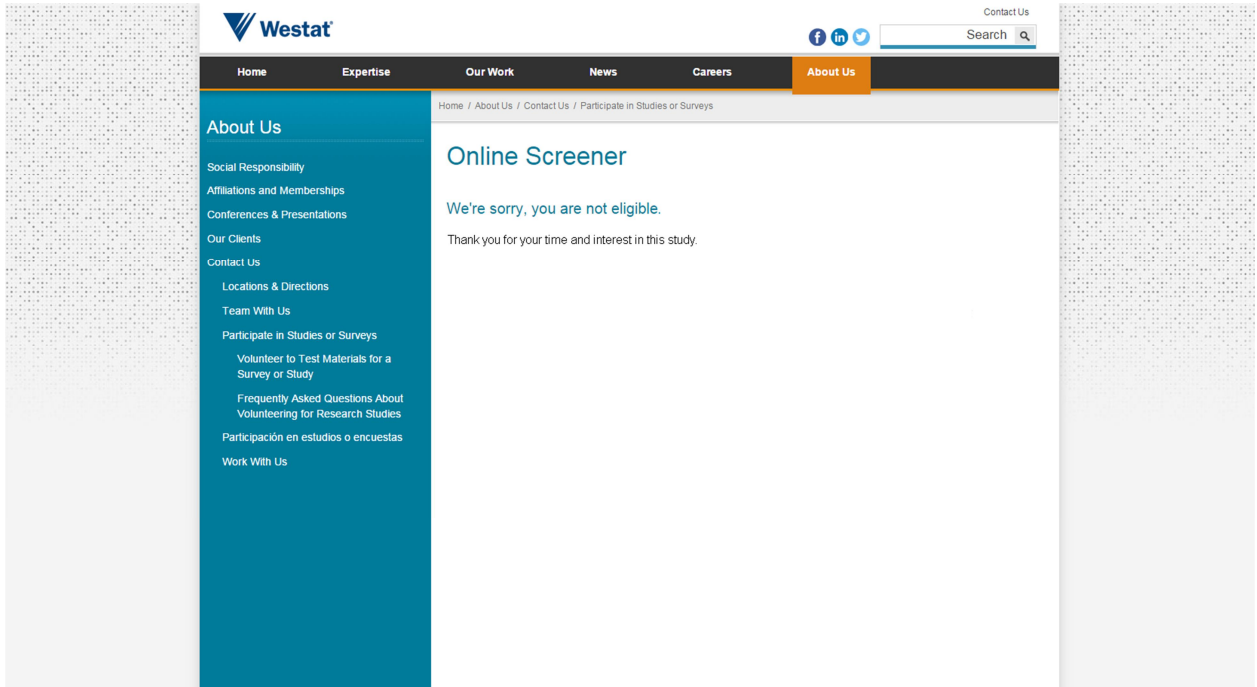 Westat
Contact Us
Search
Home Expertise Our Work News Careers About Us
Home / About Us / Contact Us / Participate in Studies or Surveys
About Us
Social Responsibility
Affiliations and Memberships
Conferences & Presentations
Our Clients
Contact Us
Locations & Directions
Team With Us
Participate in Studies or Surveys
Volunteer to Test Materials for a
Survey or Study
Frequently Asked Questions About
Volunteering for Research Studies
Participación en estudios o encuestas
Work With Us
Online Screener
We're sorry, you are not eligible.
Thank you for your time and interest in this study.